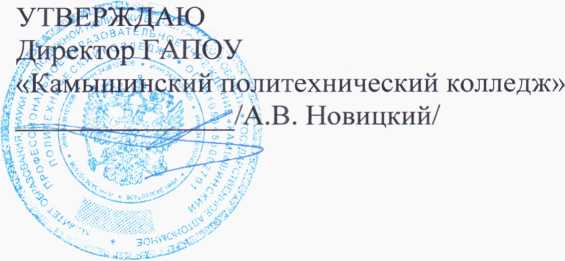 УТВЕРЖДАЮ
Директор ГАПОУ
«Камышинский политехнический колледж»
/А.В. Новицкий/